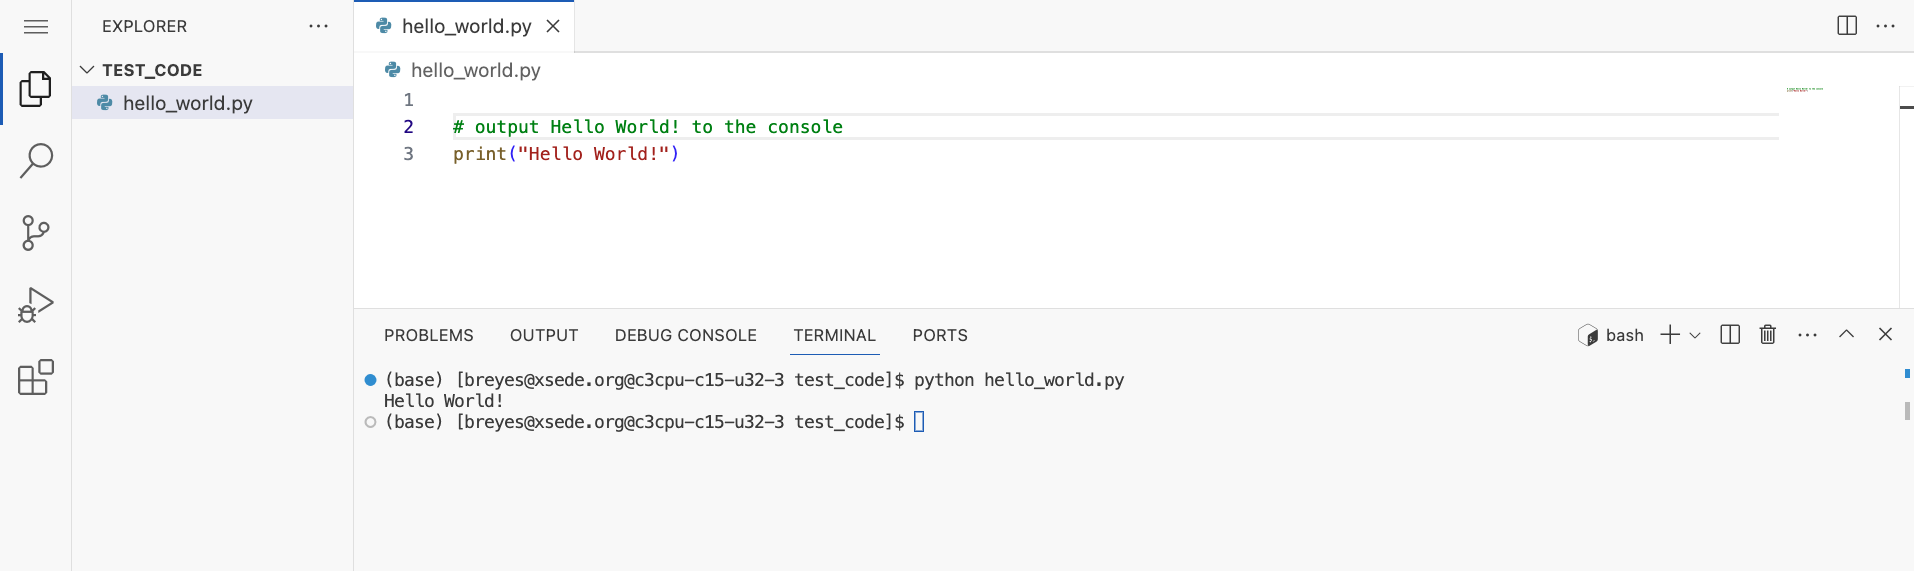 EXPLORER
TEST_CODE
hello_world.py
hello_world.py
hello_world.py
1
2 # output Hello World! to the console
3 print("Hello World!")
PROBLEMS OUTPUT DEBUG CONSOLE TERMINAL PORTS bash
(base) [breyes@xsede.org@c3cpu-c15-u32-3 test_code]$ python hello_world.py
Hello World!
(base) [breyes@xsede.org@c3cpu-c15-u32-3 test_code]$